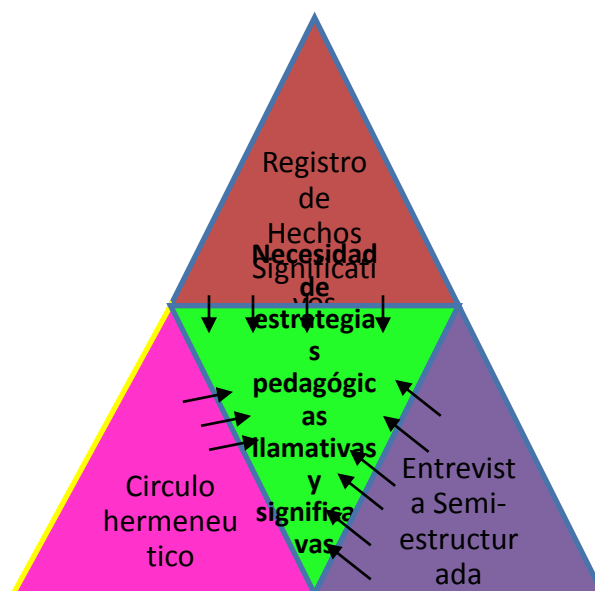 Registro
de
Hechos
Significati
vos
Necesidad
de
estrategia
s
pedagógic
as
llamativas
y
significa
vas
Circulo
hermeneu
tico
Entrevist
a Semi-
estructur
ada